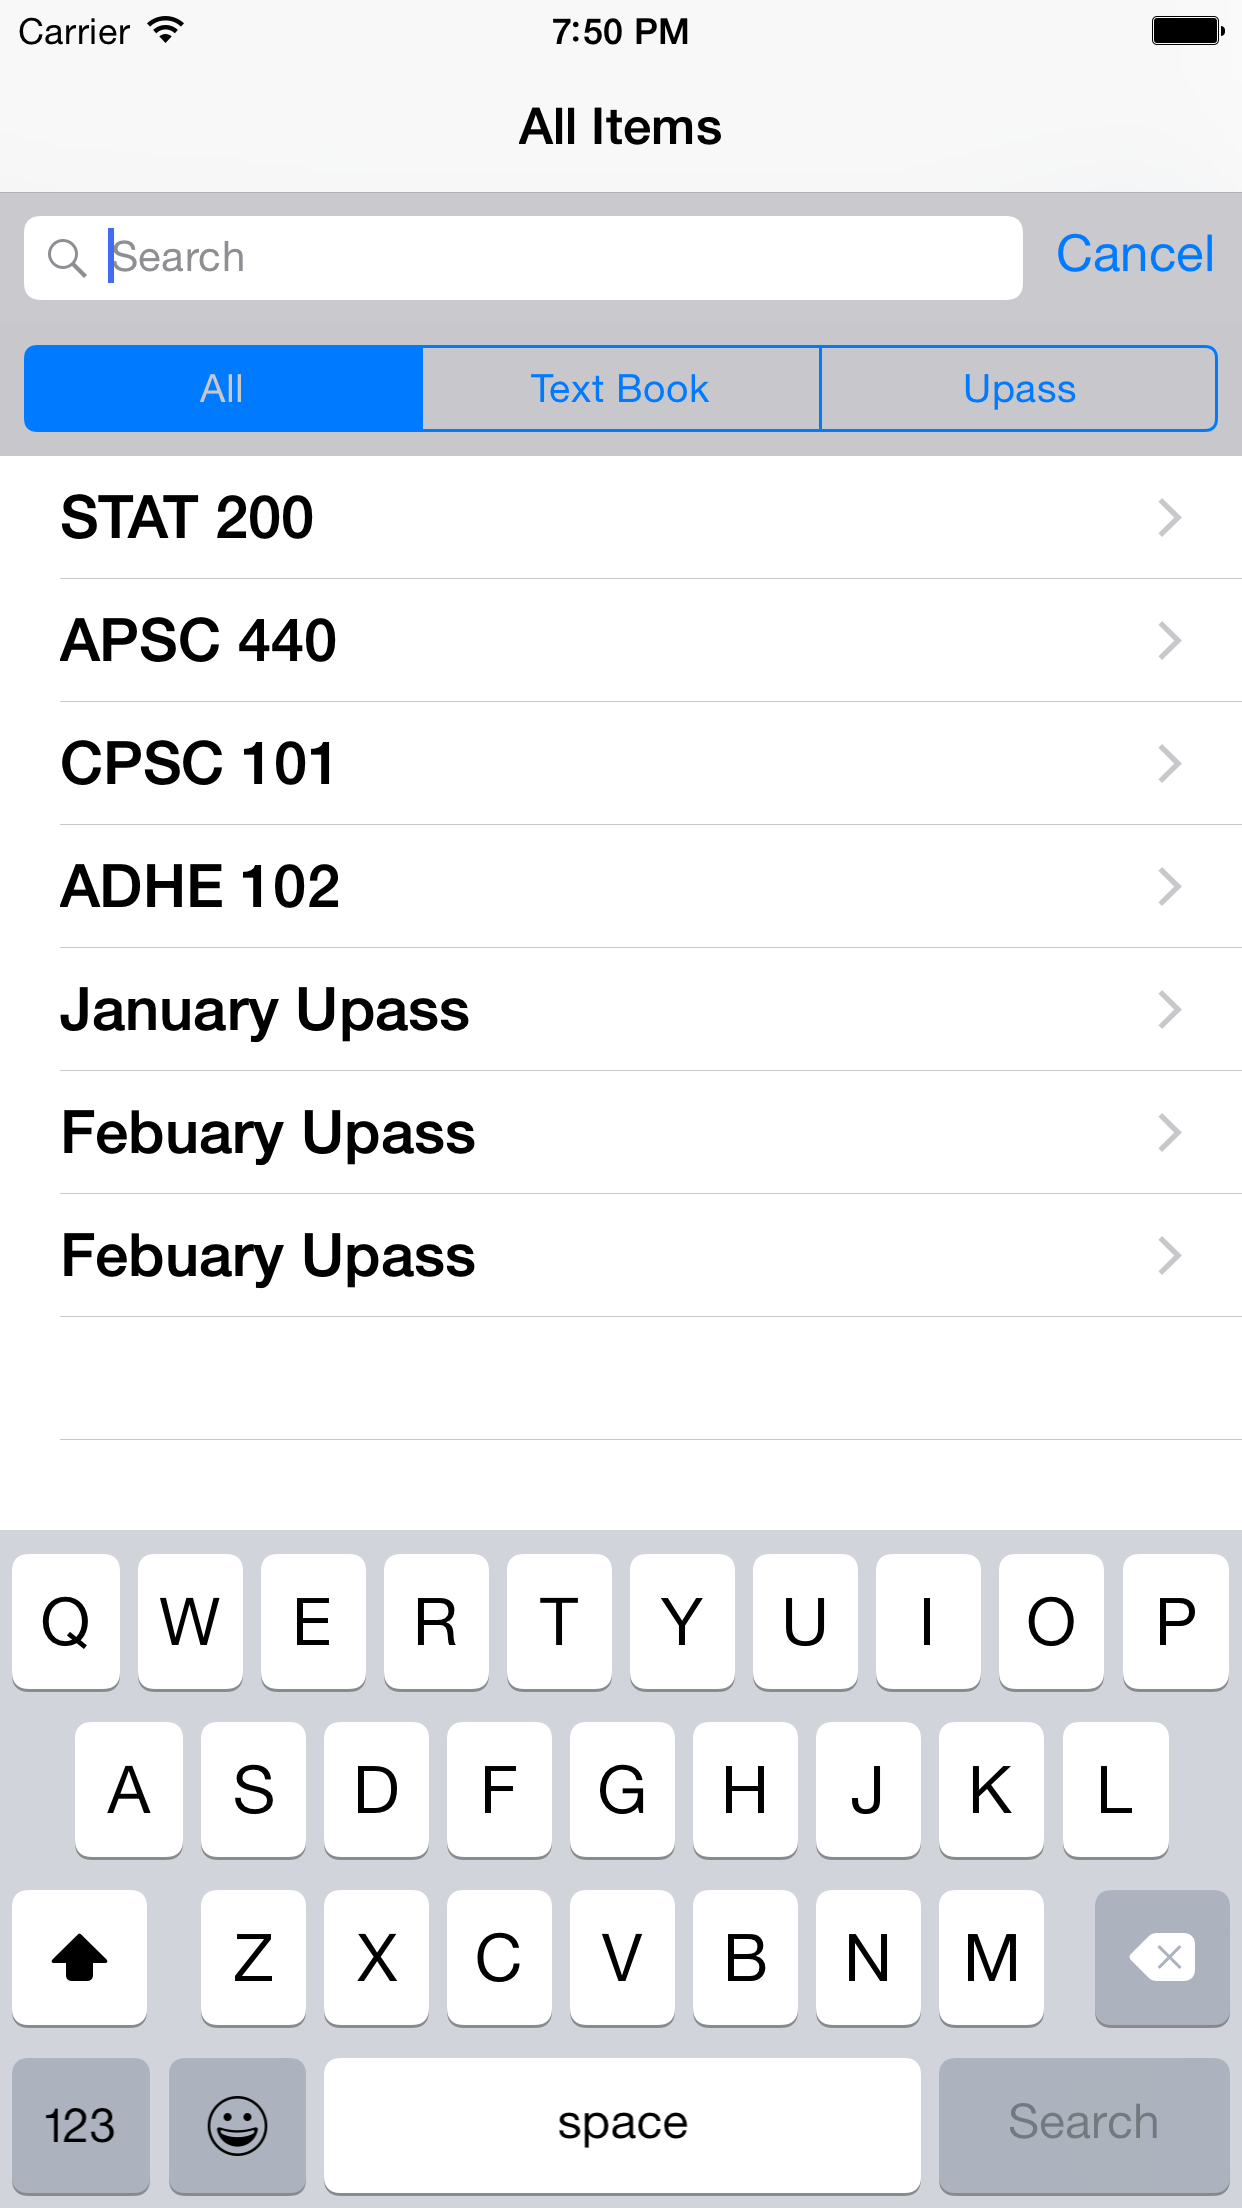 Carrier 7:50 PM
All Items
Search Cancel
All Text Book Upass
STAT 200
APSC 440
CPSC 101
ADHE 102
January Upass
Febuary Upass
Febuary Upass
Q W E R T Y U I O P
A S D F G H J K L
Z X C V B N M
123 space Search